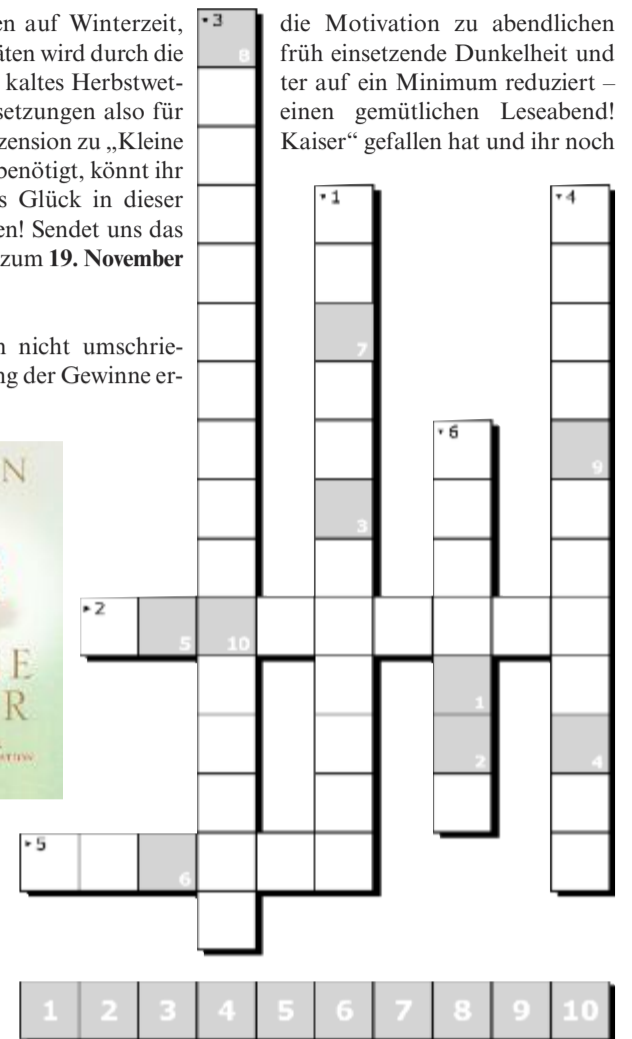 en auf Winterzeit,
äten wird durch die
kaltes Herbstwet-
setzungen also für
zension zu „Kleine
benötigt, könnt ihr
s Glück in dieser
en! Sendet uns das
zum 19. November
n nicht umschrie-
ng der Gewinne er-
die Motivation zu abendlichen
früh einsetzende Dunkelheit und
ter auf ein Minimum reduziert –
einen gemütlichen Leseabend!
Kaiser“ gefallen hat und ihr noch
3
8
1
4
7
9
6
3
2
5 10
1
2 4
5
6
N
E
R
1 2 3 4 5 6 7 8 9 10